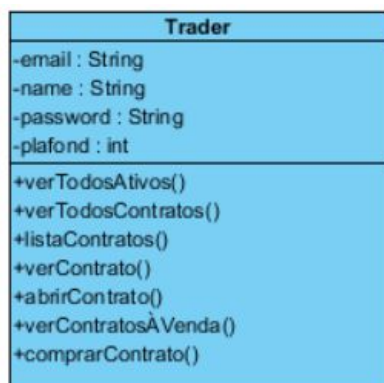 Trader
-email : String
-name : String
-password : String
-plafond : int
+verTodosAtivos()
+verTodosContratos()
+listaContratos()
+verContrato()
+abrirContrato()
+verContratosÀVenda()
+comprarContrato()